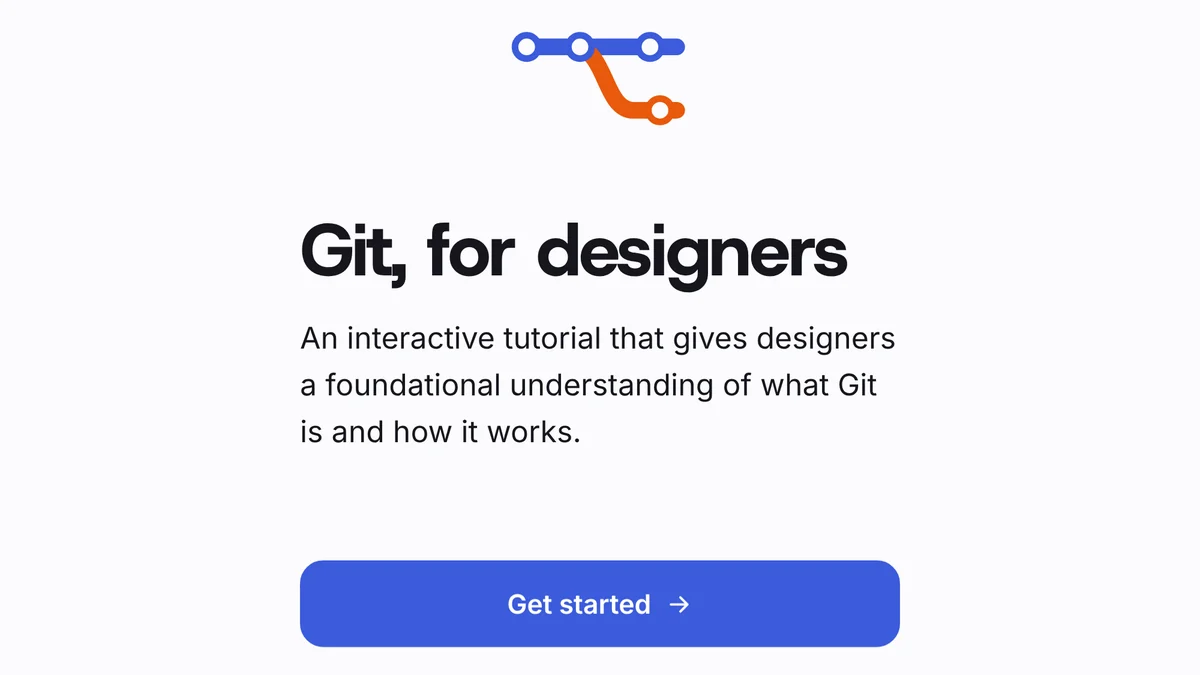 Git, for designers
An interactive tutorial that gives designers
a foundational understanding of what Git
is and how it works.
Get started →